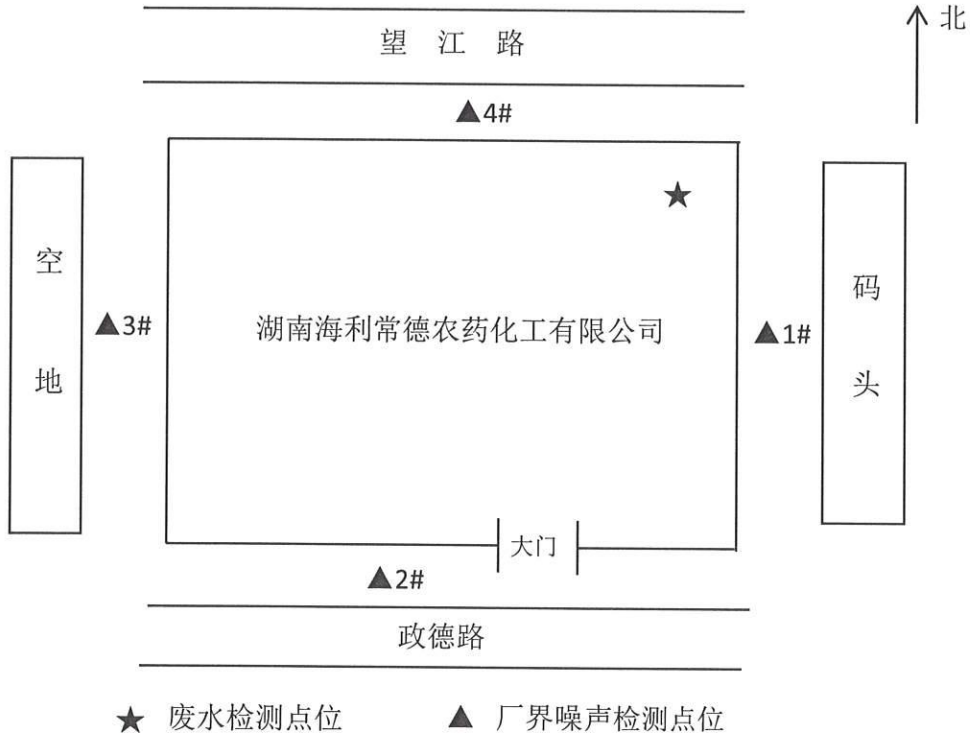 北
望 江 路
▲4#
空
地
▲3#
湖南海利常德农药化工有限公司
▲1#
码
头
大门
▲2#
政德路
★ 废水检测点位 ▲ 厂界噪声检测点位